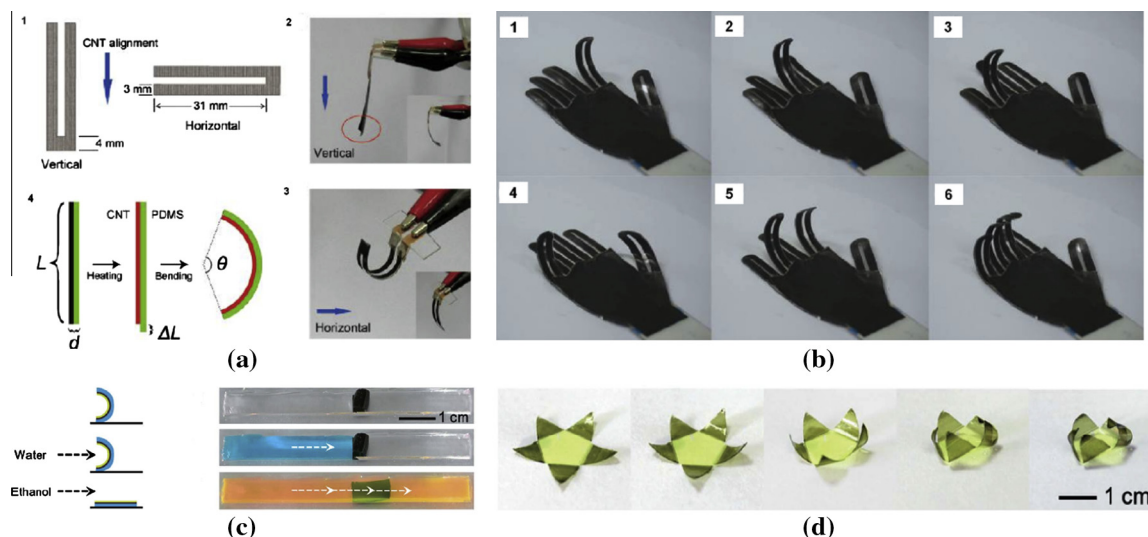 1
CNT alignment
3 mm
31 mm
Horizontal
4 mm
Vertical
2
Vertical
4
CNT PDMS
L
Heating
Bending
θ
d
ΔL
3
Horizontal
(a)
1
2
3
4
5
6
(b)
Water
Ethanol
1 cm
(c)
1 cm
(d)